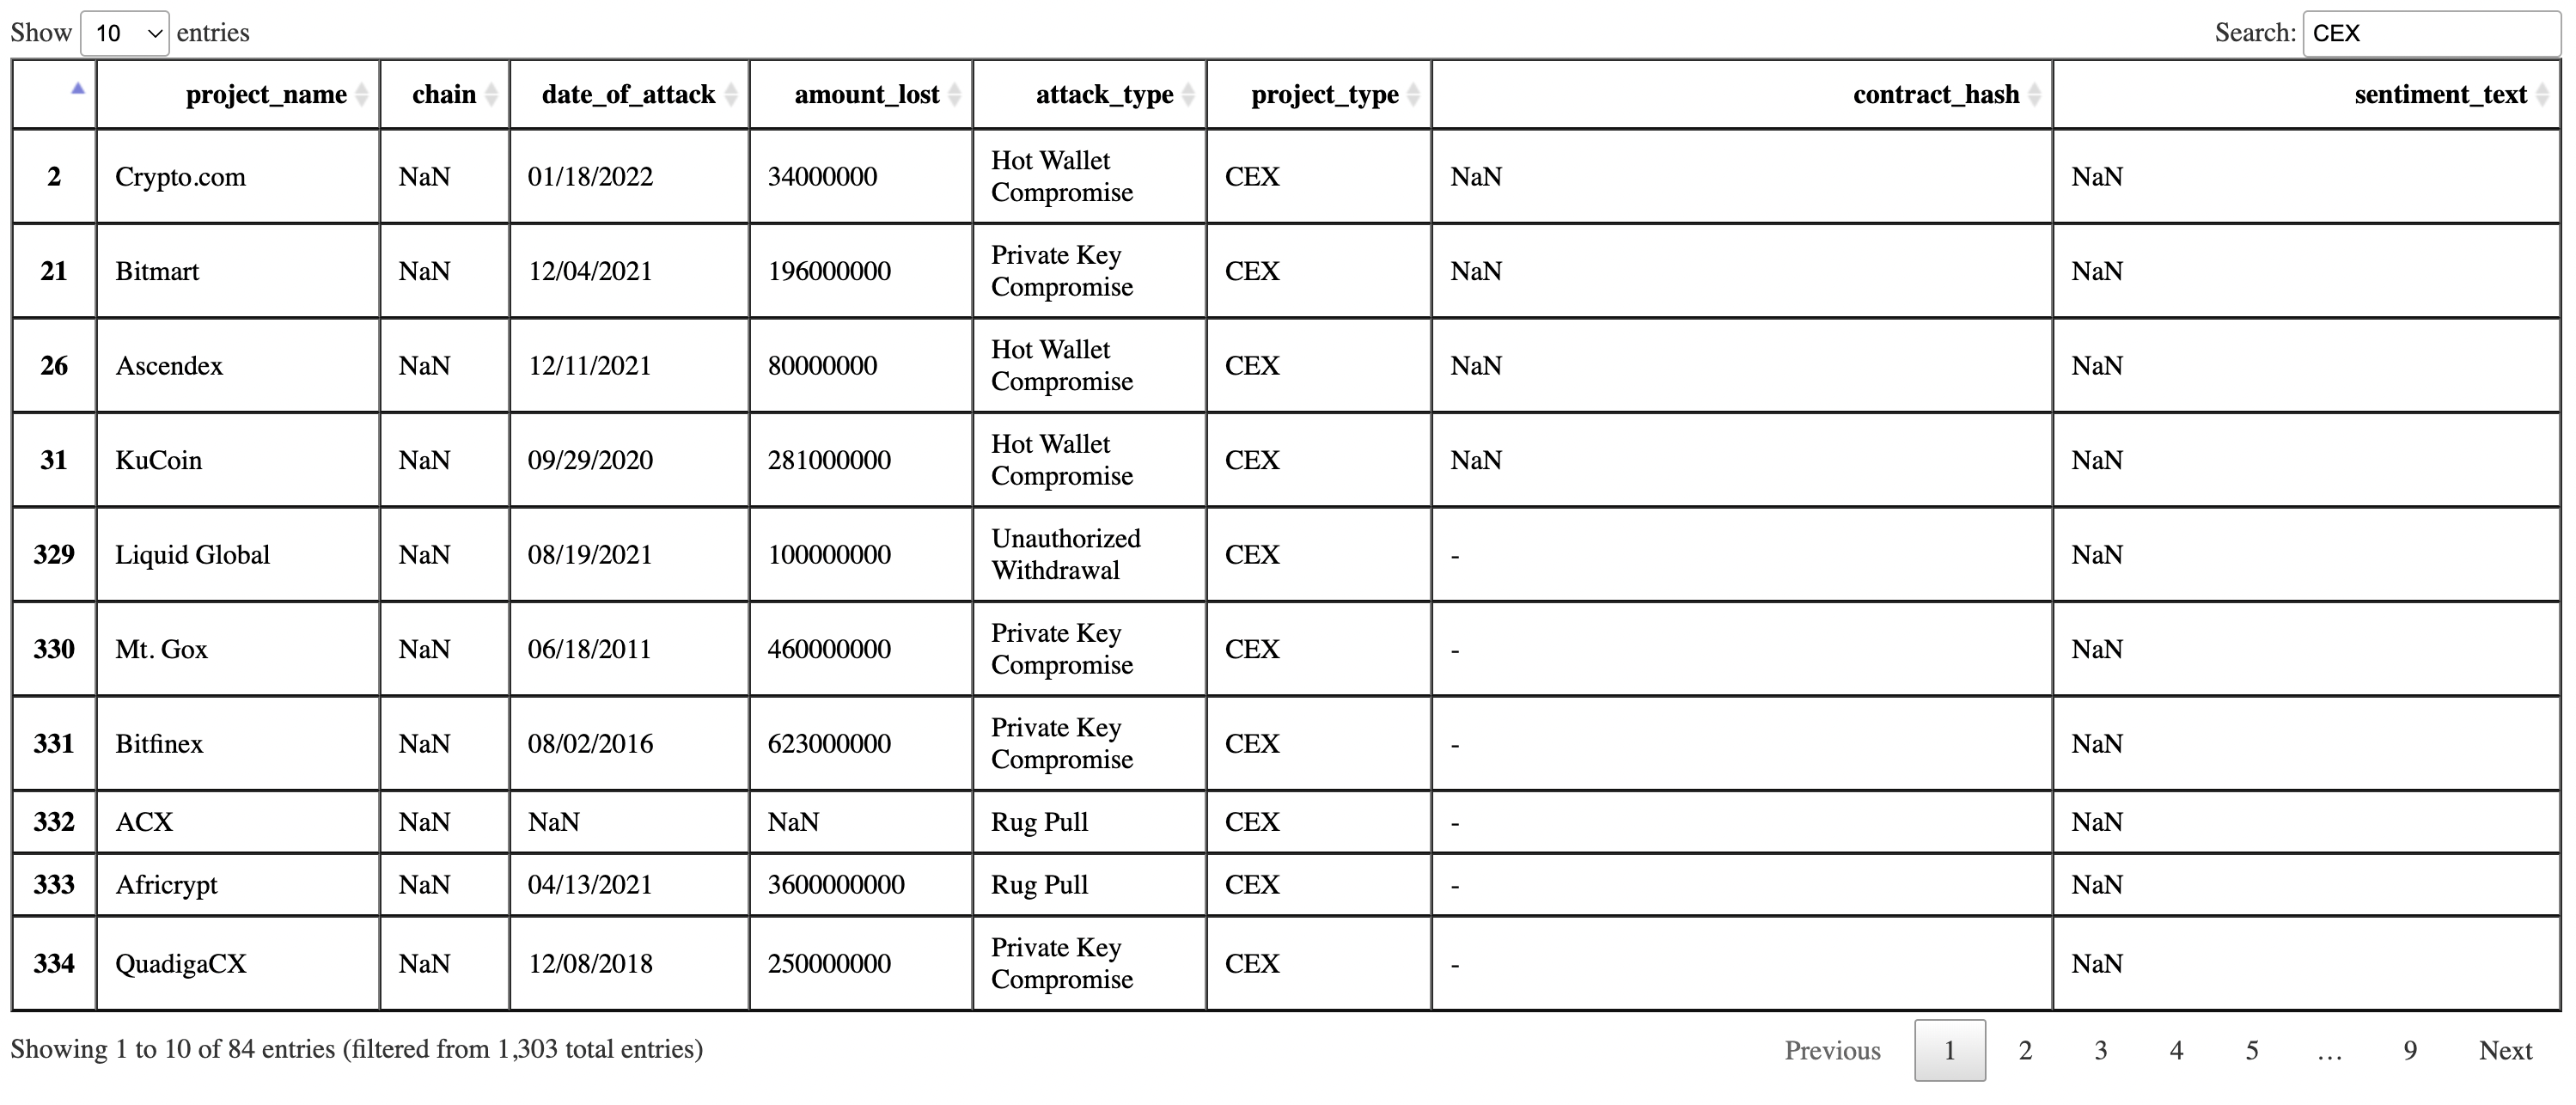 Show 10 entries Search: CEX
project_name chain date_of_attack amount_lost attack_type project_type contract_hash sentiment_text
2 Crypto.com NaN 01/18/2022 34000000 Hot Wallet Compromise CEX NaN NaN
21 Bitmart NaN 12/04/2021 196000000 Private Key Compromise CEX NaN NaN
26 Ascendex NaN 12/11/2021 80000000 Hot Wallet Compromise CEX NaN NaN
31 KuCoin NaN 09/29/2020 281000000 Hot Wallet Compromise CEX NaN NaN
329 Liquid Global NaN 08/19/2021 100000000 Unauthorized Withdrawal CEX - NaN
330 Mt. Gox NaN 06/18/2011 460000000 Private Key Compromise CEX - NaN
331 Bitfinex NaN 08/02/2016 623000000 Private Key Compromise CEX - NaN
332 ACX NaN NaN NaN Rug Pull CEX - NaN
333 Africrypt NaN 04/13/2021 3600000000 Rug Pull CEX - NaN
334 QuadigaCX NaN 12/08/2018 250000000 Private Key Compromise CEX - NaN
Showing 1 to 10 of 84 entries (filtered from 1,303 total entries) Previous 1 2 3 4 5 … 9 Next